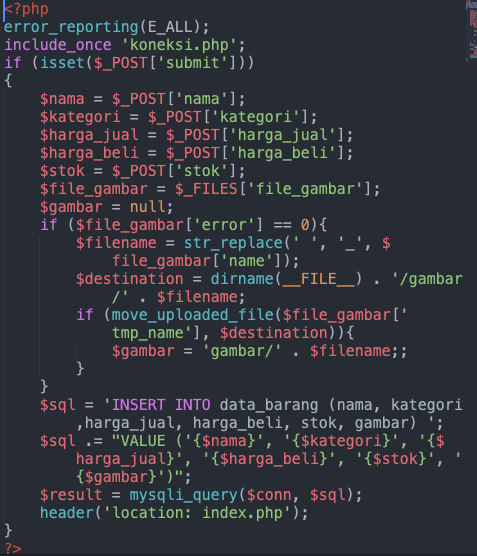 <?php
error_reporting(E_ALL);
include_once 'koneksi.php';
if (isset($_POST['submit']))
{
    $nama = $_POST['nama'];
    $kategori = $_POST['kategori'];
    $harga_jual = $_POST['harga_jual'];
    $harga_beli = $_POST['harga_beli'];
    $stok = $_POST['stok'];
    $file_gambar = $_FILES['file_gambar'];
    $gambar = null;
    if ($file_gambar['error'] == 0){
        $filename = str_replace(' ', '_', $
            file_gambar['name']);
        $destination = dirname(__FILE__) . '/gambar
            /' . $filename;
        if (move_uploaded_file($file_gambar['
            tmp_name'], $destination)){
            $gambar = 'gambar/' . $filename;;
        }
    }
    $sql = 'INSERT INTO data_barang (nama, kategori
        ,harga_jual, harga_beli, stok, gambar) ';
    $sql .= "VALUE ('{$nama}', '{$kategori}', '{$
        harga_jual}', '{$harga_beli}', '{$stok}', '
        {$gambar}')";
    $result = mysqli_query($conn, $sql);
    header('location: index.php');
}
?>